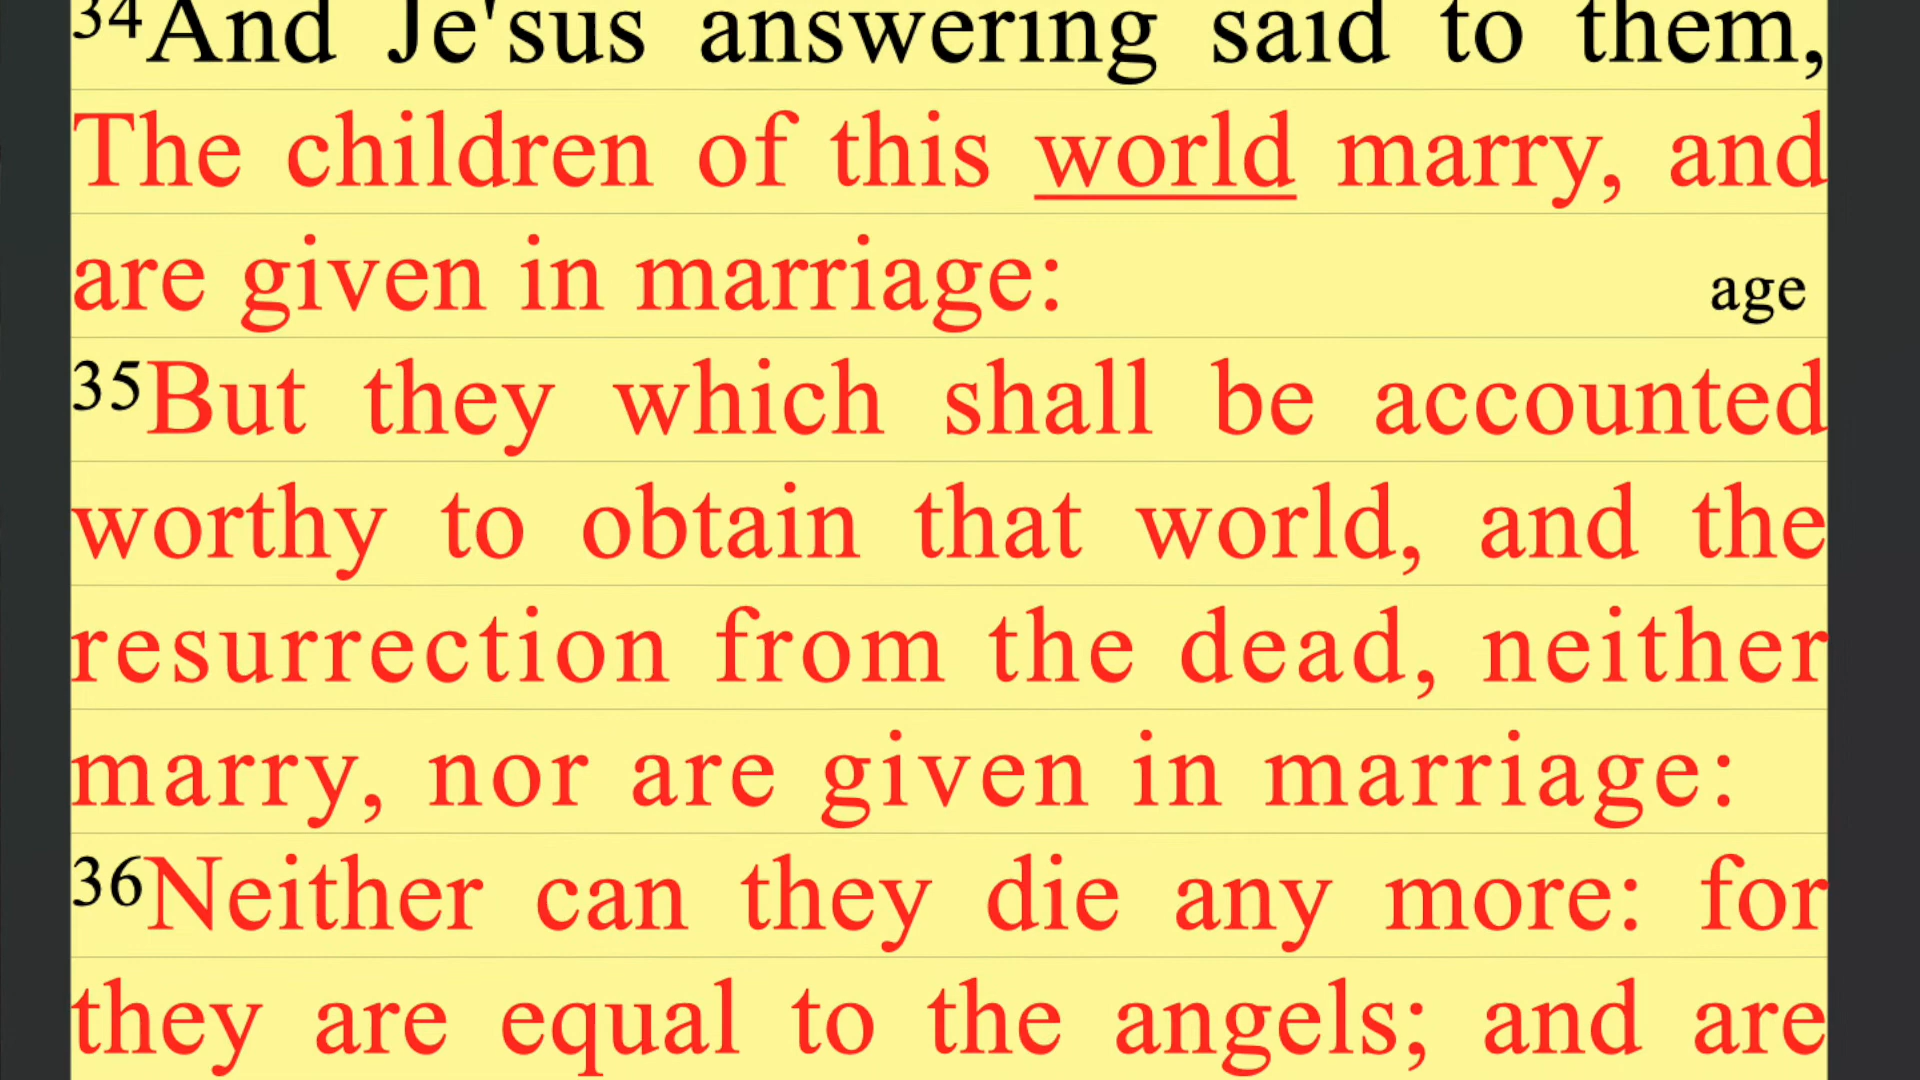 34And Je'sus answering said to them,
The children of this world marry, and
are given in marriage: age
35But they which shall be accounted
worthy to obtain that world, and the
resurrection from the dead, neither
marry, nor are given in marriage:
36Neither can they die any more: for
they are equal to the angels; and are